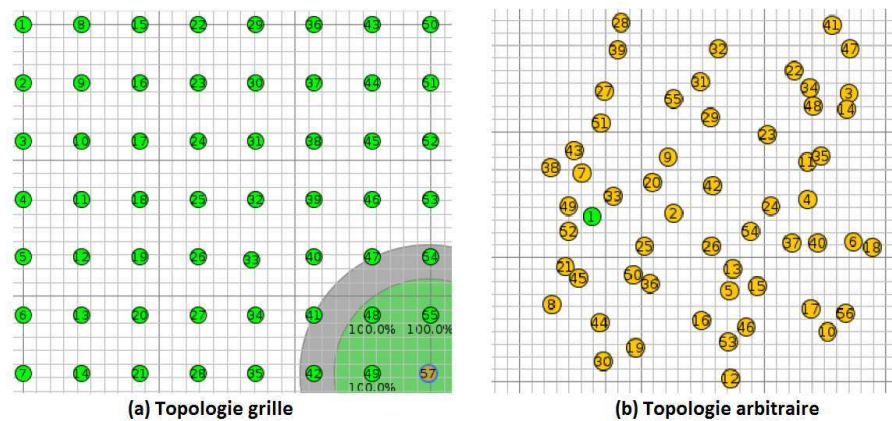 1 8 15 22 29 36 43 50
2 9 16 23 30 37 44 51
3 10 17 24 31 38 45 52
4 11 18 25 32 39 46 53
5 12 19 26 33 40 47 54
6 13 20 27 34 41 48 55
100.0% 100.0%
7 14 21 28 35 42 49 57
100.0%
(a) Topologie grille
28 41
39 32 47
22
31 34 3
27 55 48 14
51 29 23
43 9 11 35
38 7
20 42
33 24 4
49 1 2
52 54
25 26 37 40 6 18
21 13
45 50 36 5 15
8 17 56
44 16 46 10
19 53
30
12
(b) Topologie arbitraire